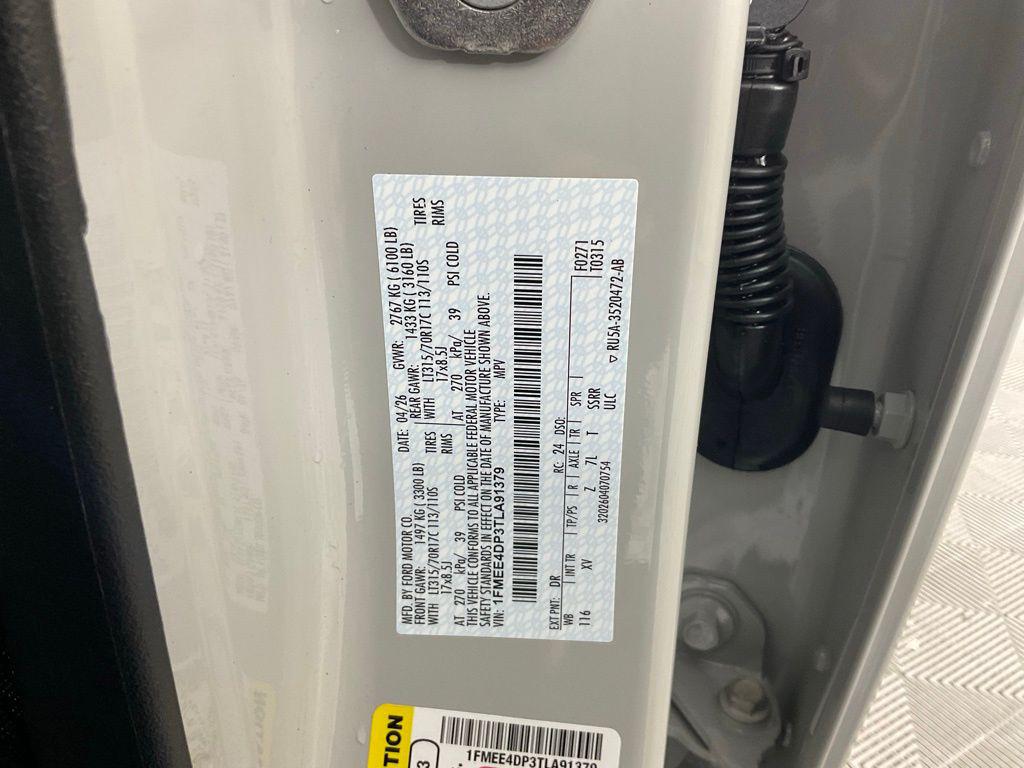 MFD. BY FORD MOTOR CO. DATE: 04/26 GVWR: 2767 KG ( 6100 LB)
FRONT GAWR: 1497 KG ( 3300 LB) REAR GAWR: 1433 KG ( 3160 LB)
WITH LT315/70R17C 113/110S TIRES WITH LT315/70R17C 113/110S TIRES
17x8.5J RIMS 17x8.5J RIMS
AT 270 kPa/ 39 PSI COLD AT 270 kPa/ 39 PSI COLD
THIS VEHICLE CONFORMS TO ALL APPLICABLE FEDERAL MOTOR VEHICLE
SAFETY STANDARDS IN EFFECT ON THE DATE OF MANUFACTURE SHOWN ABOVE.
VIN: 1FMEE4DP3TLA91379 TYPE: MPV
EXT PNT: DR RC: 24 DSO: F0271
WB INT TR TP/PS R AXLE TR SPR T0315
116 XV Z 7L T SSRR
ULC
3202604070754 ▽ RU5A-3520472-AB
1FMEE4DP3TLA91379